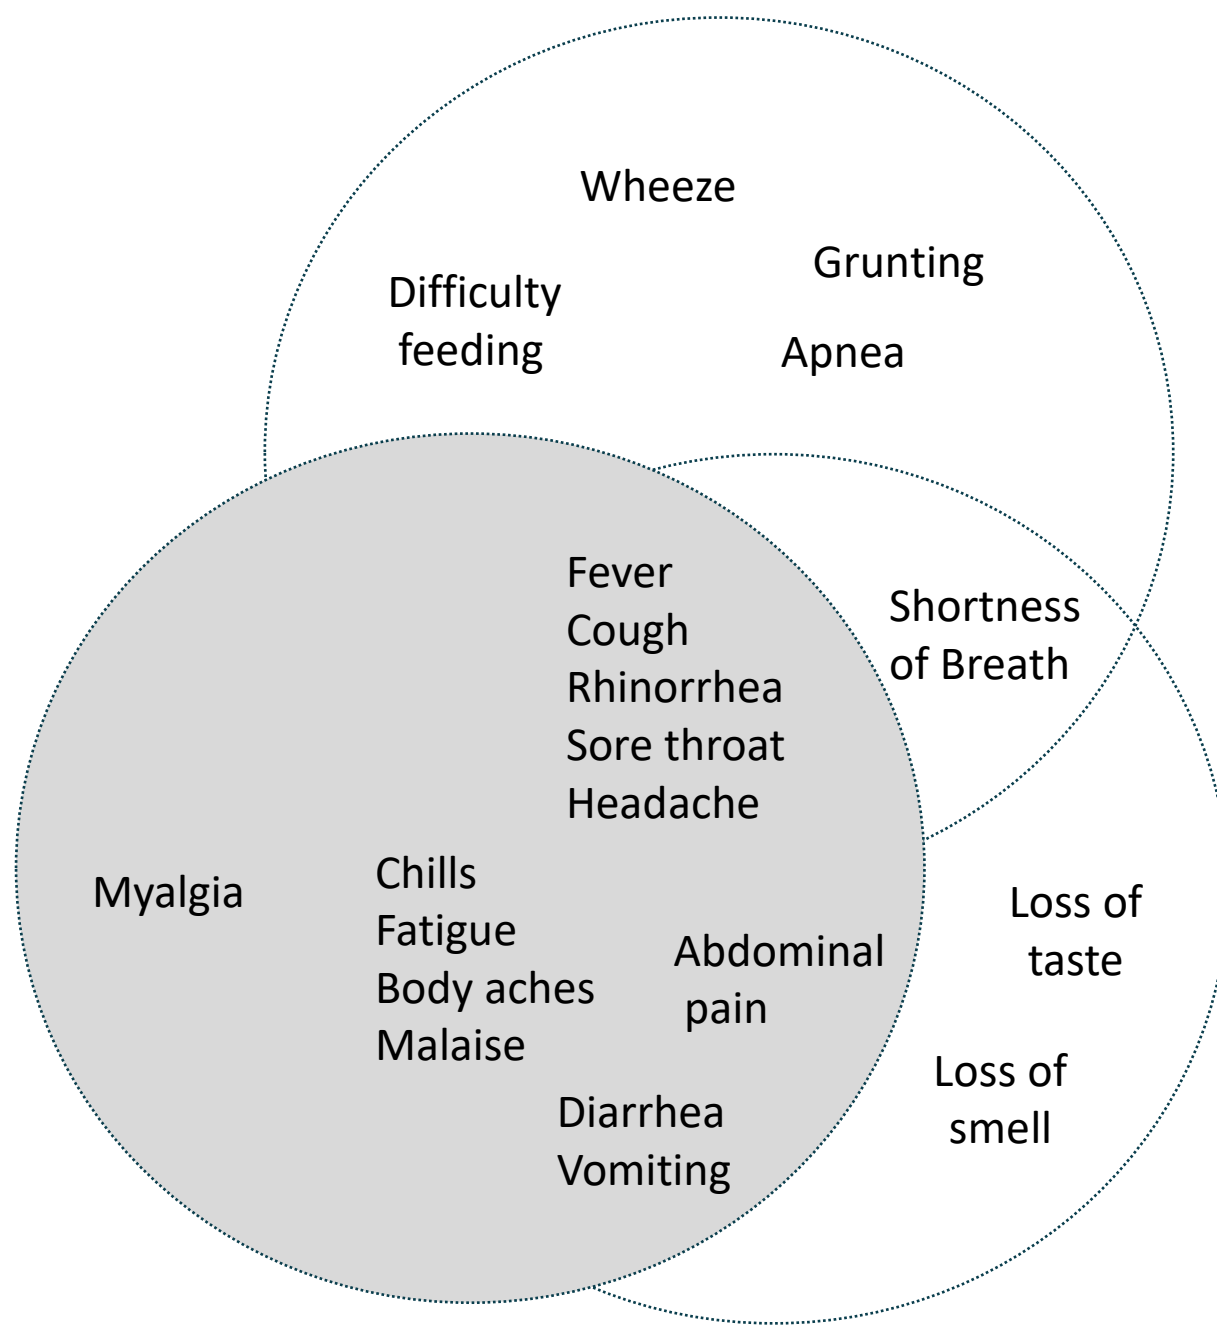 Wheeze
Grunting
Difficulty
feeding
Apnea
Fever
Cough
Rhinorrhea
Sore throat
Headache
Shortness
of Breath
Myalgia
Chills
Fatigue
Body aches
Malaise
Abdominal
pain
Diarrhea
Vomiting
Loss of
taste
Loss of
smell